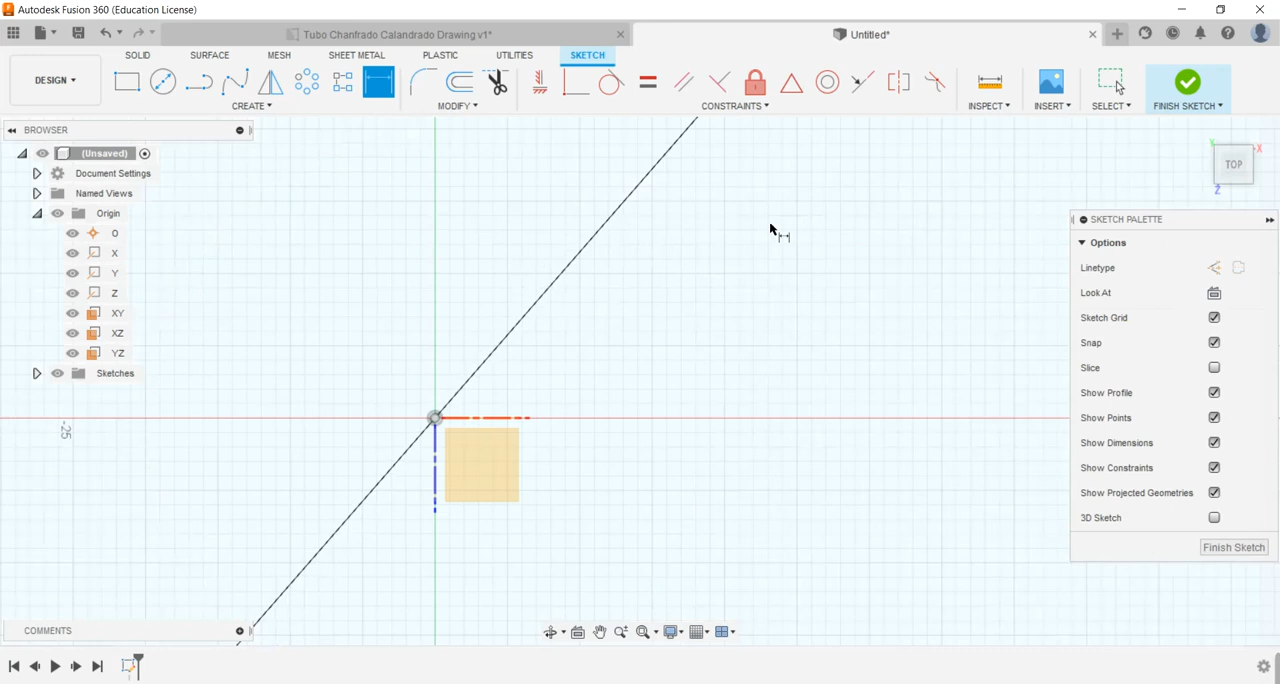 Autodesk Fusion 360 (Education License)
Tubo Chanfrado Calandrado Drawing v1*
Untitled*
SOLID SURFACE MESH SHEET METAL PLASTIC UTILITIES SKETCH
DESIGN
CREATE MODIFY CONSTRAINTS INSPECT INSERT SELECT FINISH SKETCH
BROWSER
(Unsaved)
Document Settings
Named Views
Origin
O
X
Y
Z
XY
XZ
YZ
Sketches
-25
Y
X
TOP
Z
SKETCH PALETTE
Options
Linetype
Look At
Sketch Grid
Snap
Slice
Show Profile
Show Points
Show Dimensions
Show Constraints
Show Projected Geometries
3D Sketch
Finish Sketch
COMMENTS